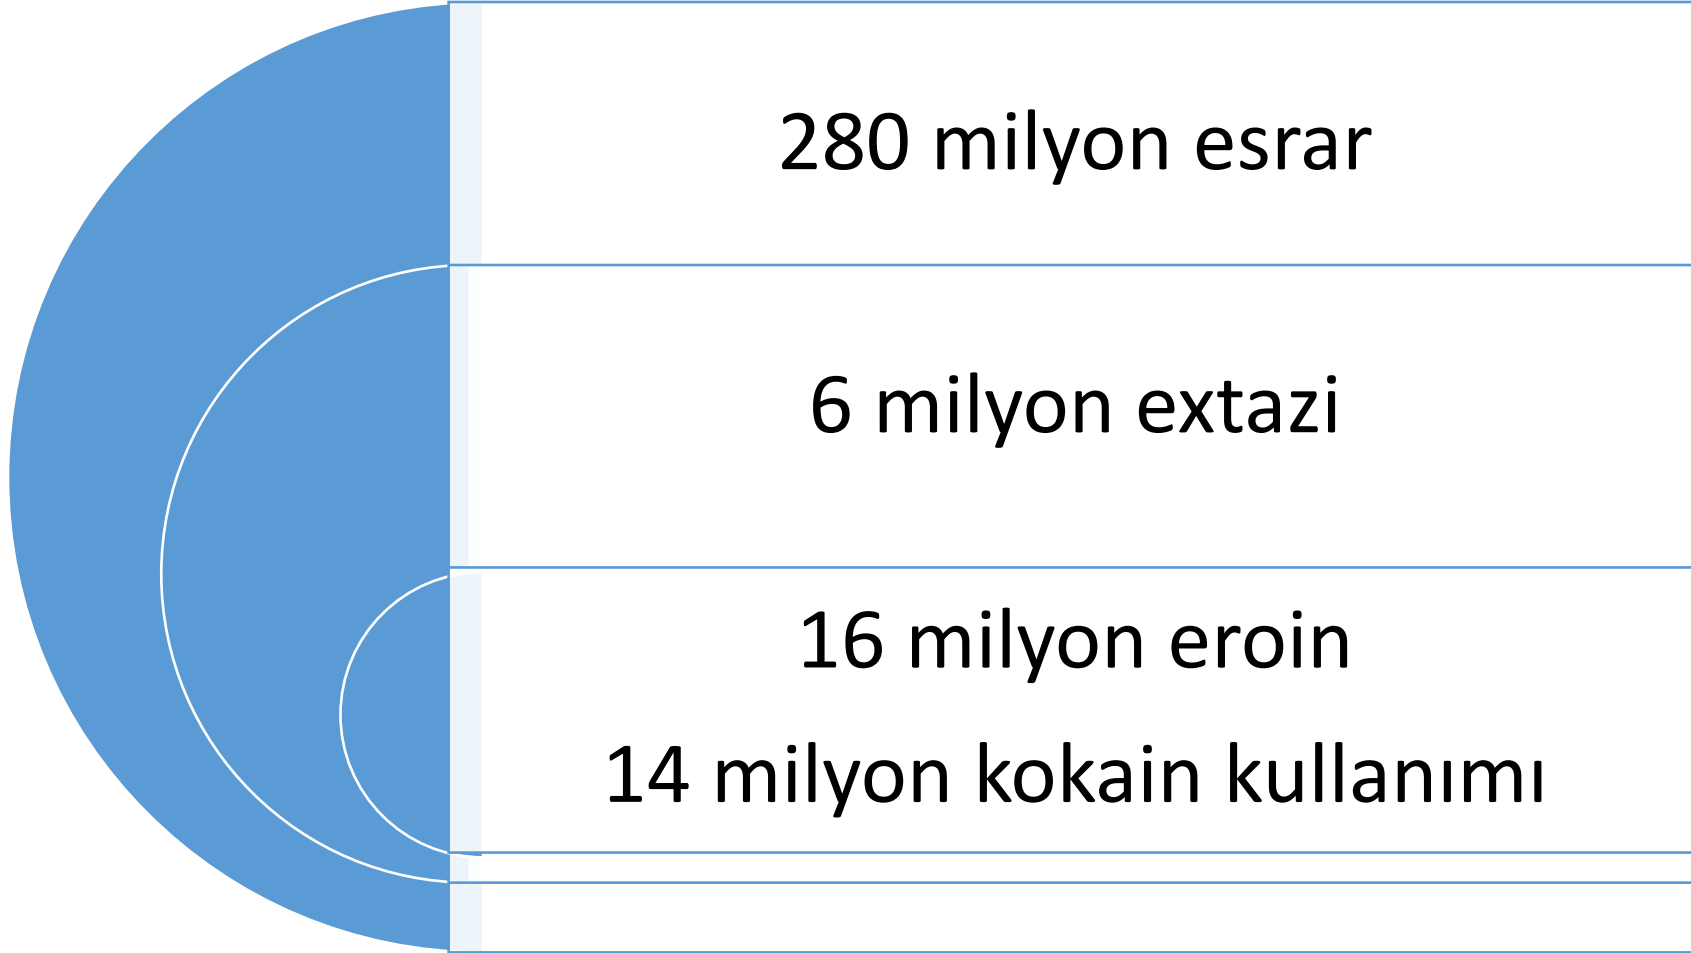 280 milyon esrar
6 milyon extazi
16 milyon eroin
14 milyon kokain kullanımı